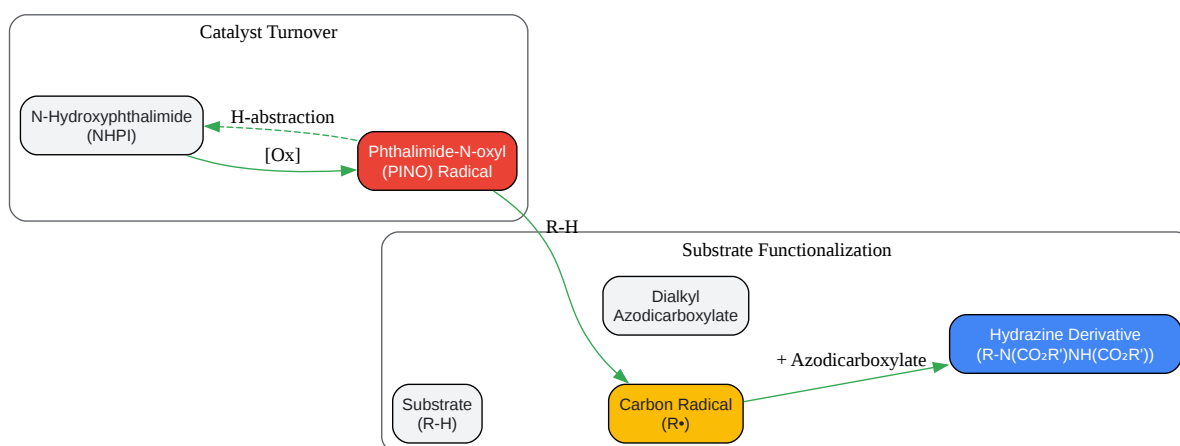 Catalyst Turnover
N-Hydroxyphthalimide
(NHPI)
H-abstraction
[Ox]
Phthalimide-N-oxyl
(PINO) Radical
R-H
Substrate Functionalization
Dialkyl
Azodicarboxylate
Hydrazine Derivative
(R-N(CO₂R')NH(CO₂R'))
+ Azodicarboxylate
Substrate
(R-H)
Carbon Radical
(R•)